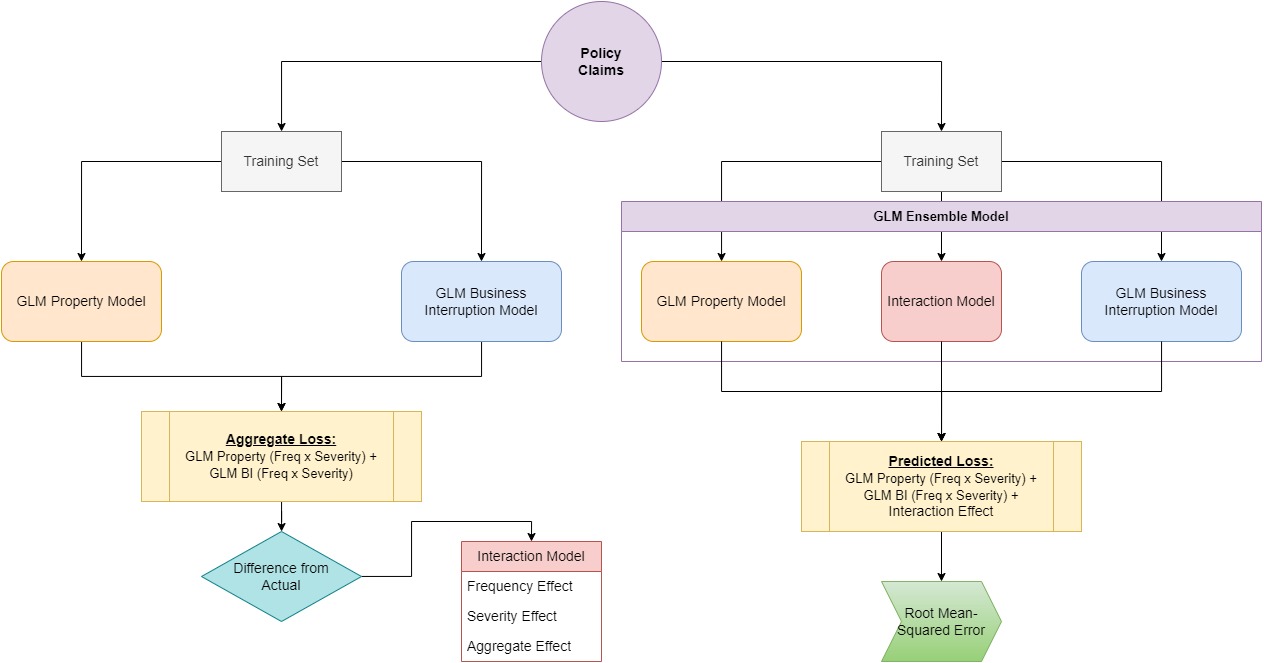 Policy
Claims
Training Set
Training Set
GLM Ensemble Model
GLM Property Model
GLM Business
Interruption Model
GLM Property Model
Interaction Model
GLM Business
Interruption Model
Aggregate Loss:
GLM Property (Freq x Severity) +
GLM BI (Freq x Severity)
Predicted Loss:
GLM Property (Freq x Severity) +
GLM BI (Freq x Severity) +
Interaction Effect
Difference from
Actual
Interaction Model
Frequency Effect
Severity Effect
Aggregate Effect
Root Mean-
Squared Error